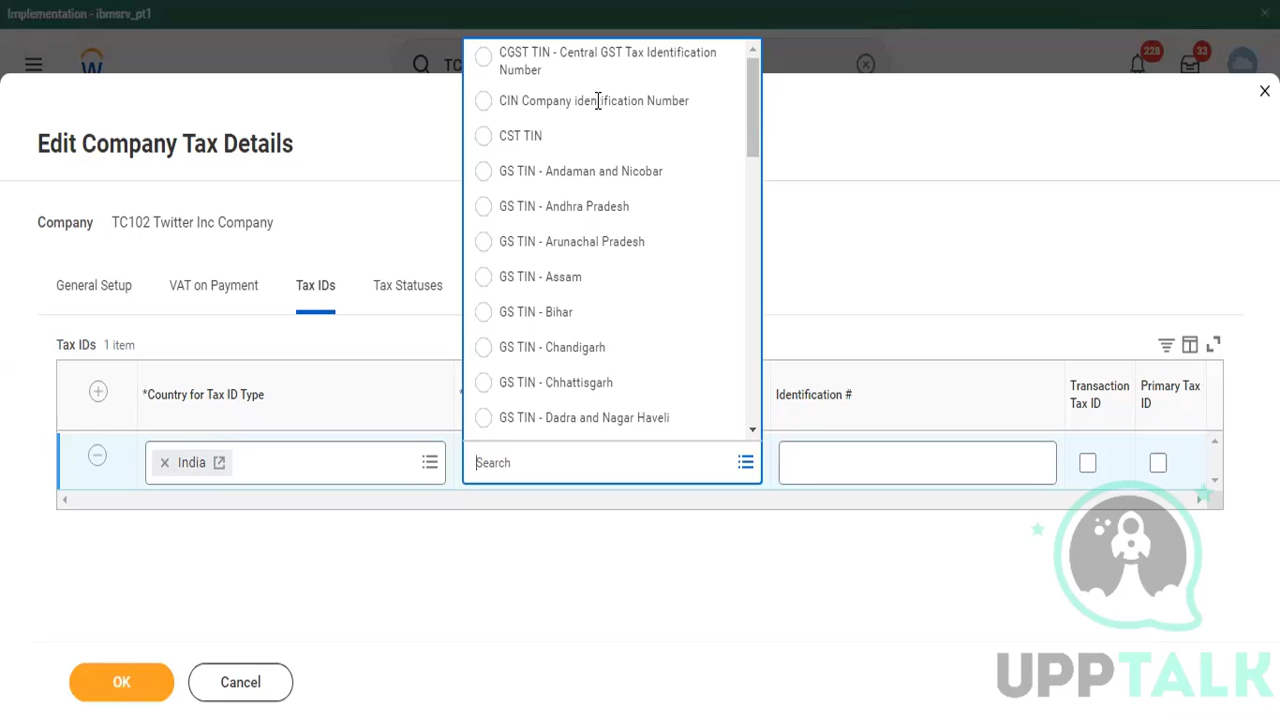 Implementation - ibmsrv_pt1
W
TC
228
33
CGST TIN - Central GST Tax Identification
Number
CIN Company identification Number
CST TIN
GS TIN - Andaman and Nicobar
GS TIN - Andhra Pradesh
GS TIN - Arunachal Pradesh
GS TIN - Assam
GS TIN - Bihar
GS TIN - Chandigarh
GS TIN - Chhattisgarh
GS TIN - Dadra and Nagar Haveli
Search
Edit Company Tax Details
Company TC102 Twitter Inc Company
General Setup VAT on Payment Tax IDs Tax Statuses
Tax IDs 1 item
*Country for Tax ID Type * Identification # Transaction Tax ID Primary Tax ID
India
OK Cancel
UPPTALK